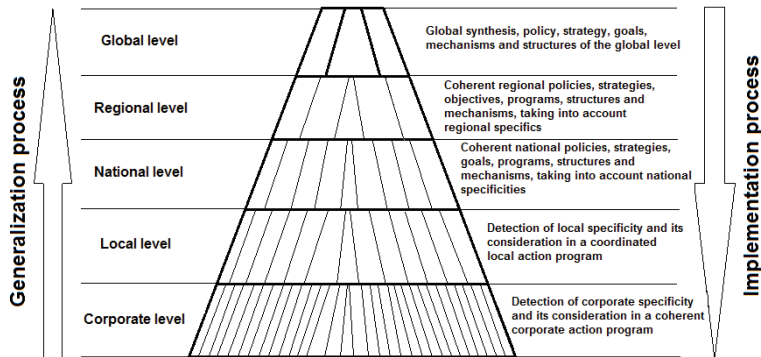 Generalization process
Global level
Global synthesis, policy, strategy, goals,
mechanisms and structures of the global level
Regional level
Coherent regional policies, strategies,
objectives, programs, structures and
mechanisms, taking into account
regional specifics
National level
Coherent national policies, strategies,
goals, programs, structures and
mechanisms, taking into account national
specificities
Local level
Detection of local specificity and its
consideration in a coordinated
local action program
Corporate level
Detection of corporate specificity
and its consideration in a coherent
corporate action program
Implementation process